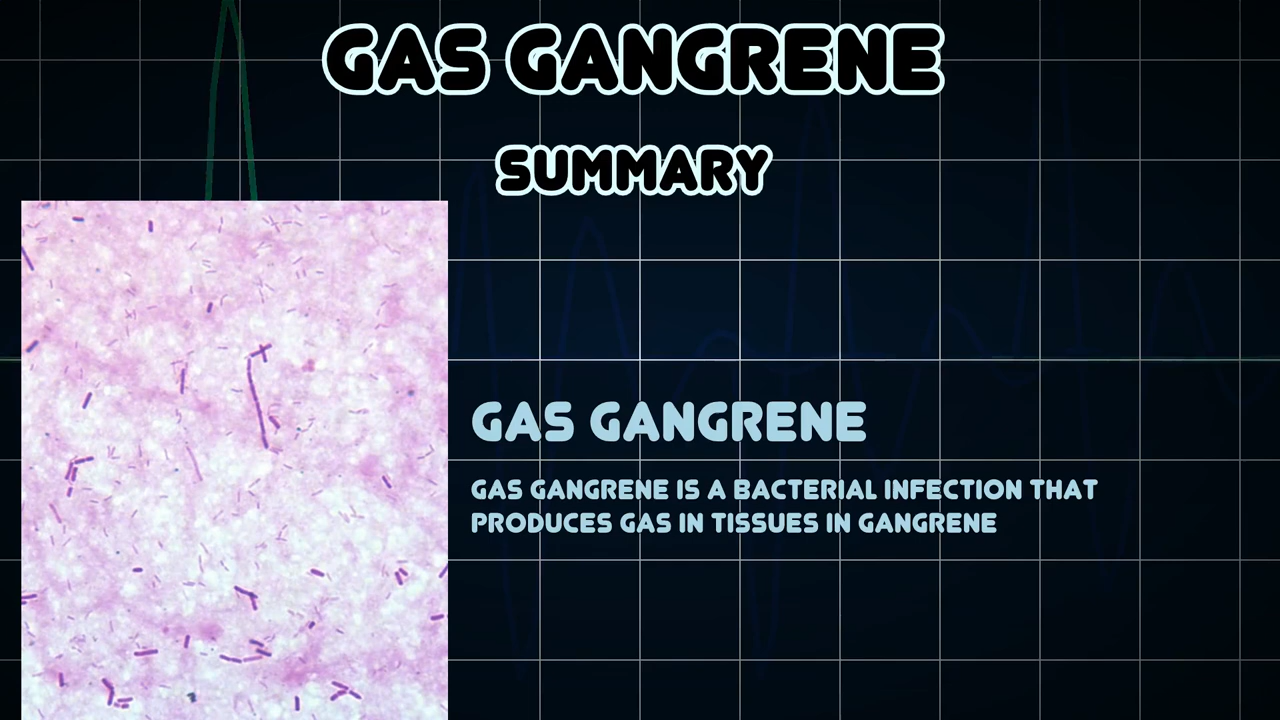 GAS GANGRENE
SUMMARY
GAS GANGRENE
GAS GANGRENE IS A BACTERIAL INFECTION THAT
PRODUCES GAS IN TISSUES IN GANGRENE